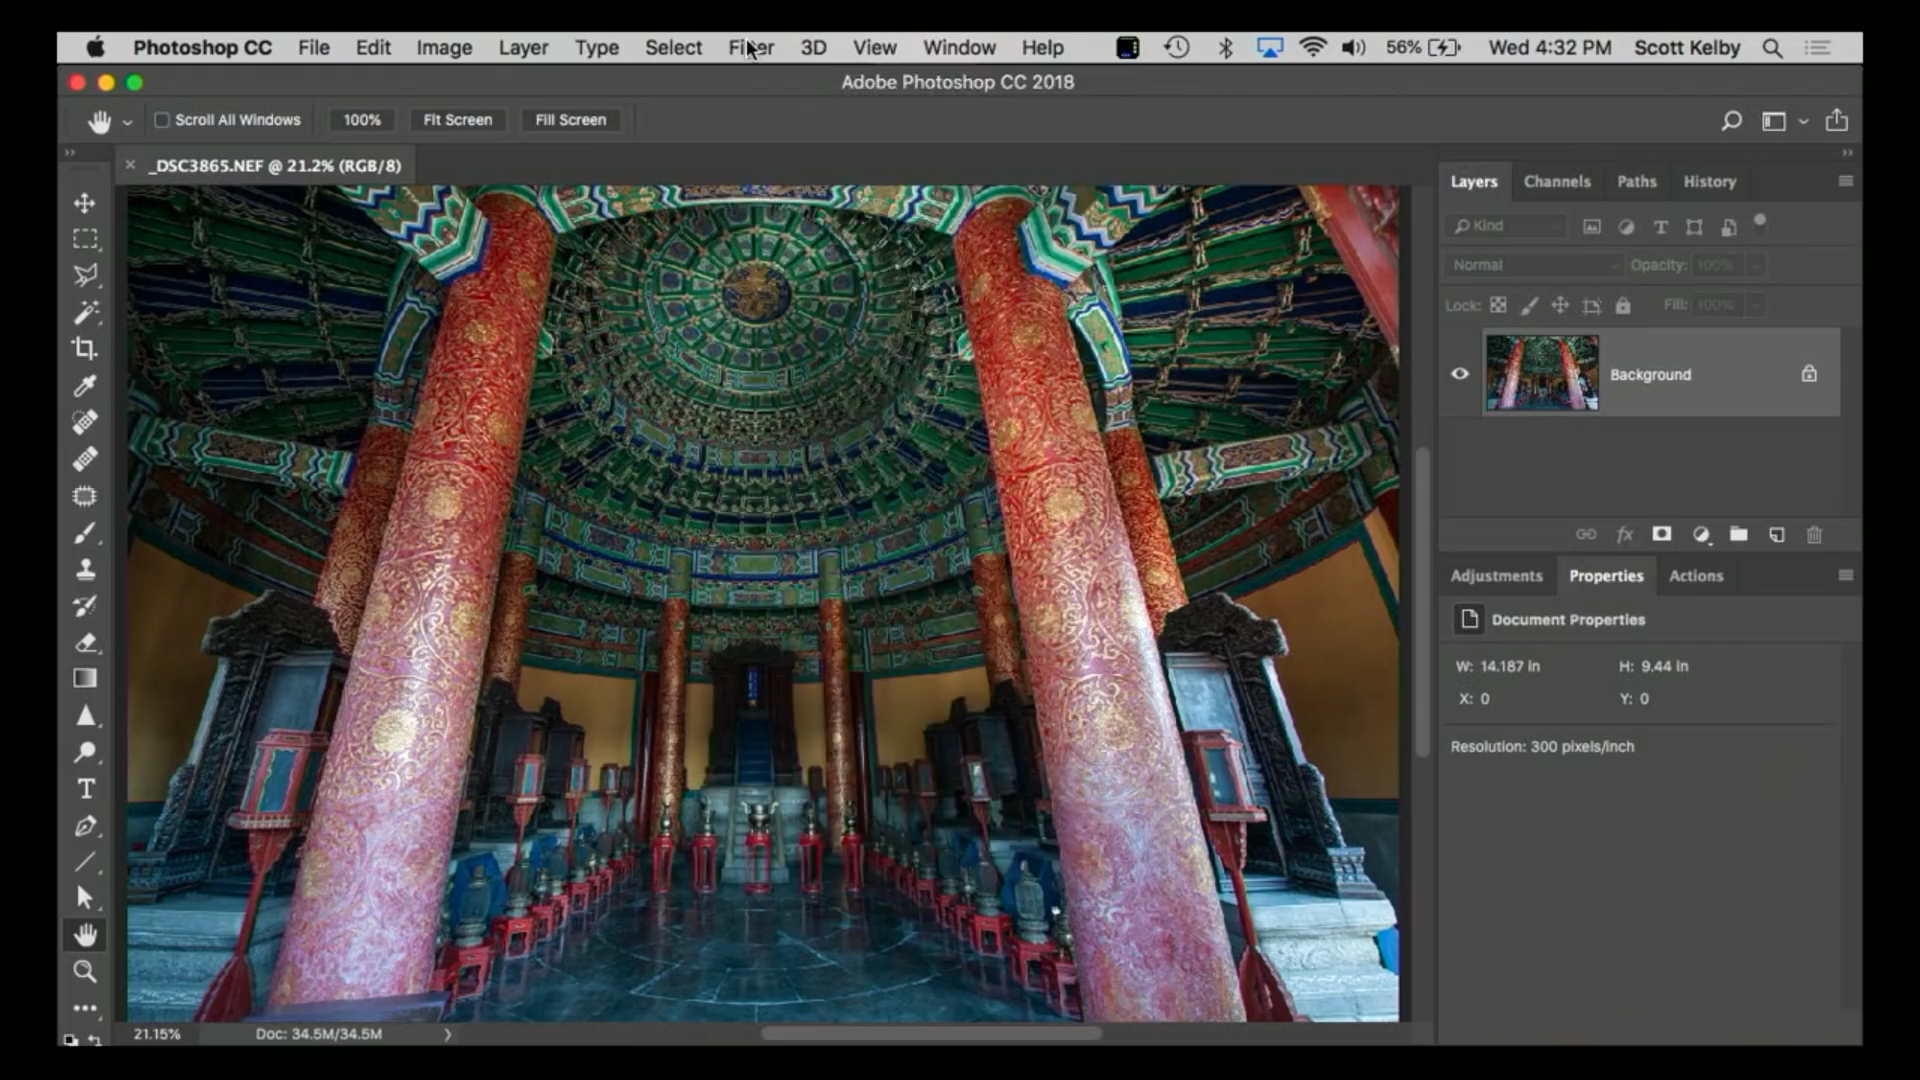 Photoshop CC File Edit Image Layer Type Select Filter 3D View Window Help 56% Wed 4:32 PM Scott Kelby
Adobe Photoshop CC 2018
Scroll All Windows 100% Fit Screen Fill Screen
_DSC3865.NEF @ 21.2% (RGB/8)
Layers Channels Paths History
Kind
Normal Opacity: 100%
Lock: Fill: 100%
Background
Adjustments Properties Actions
Document Properties
W: 14.187 in H: 9.44 in
X: 0 Y: 0
Resolution: 300 pixels/inch
21.15% Doc: 34.5M/34.5M